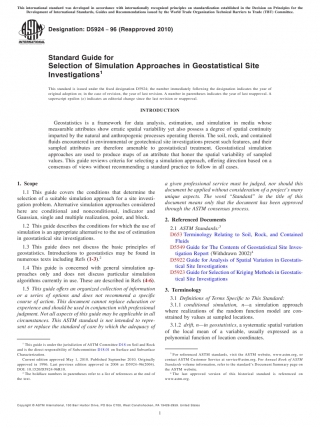 This international standard was developed in accordance with internationally recognized principles on standardization established in the Decision on Principles for the
Development of International Standards, Guides and Recommendations issued by the World Trade Organization Technical Barriers to Trade (TBT) Committee.
Designation: D5924 − 96 (Reapproved 2010)
Standard Guide for
Selection of Simulation Approaches in Geostatistical Site
Investigations¹
This standard is issued under the fixed designation D5924; the number immediately following the designation indicates the year of
original adoption or, in the case of revision, the year of last revision. A number in parentheses indicates the year of last reapproval. A
superscript epsilon (ε) indicates an editorial change since the last revision or reapproval.
INTRODUCTION
Geostatistics is a framework for data analysis, estimation, and simulation in media whose
measurable attributes show erratic spatial variability yet also possess a degree of spatial continuity
imparted by the natural and anthropogenic processes operating therein. The soil, rock, and contained
fluids encountered in environmental or geotechnical site investigations present such features, and their
sampled attributes are therefore amenable to geostatistical treatment. Geostatistical simulation
approaches are used to produce maps of an attribute that honor the spatial variability of sampled
values. This guide reviews criteria for selecting a simulation approach, offering direction based on a
consensus of views without recommending a standard practice to follow in all cases.
1. Scope
1.1 This guide covers the conditions that determine the
selection of a suitable simulation approach for a site investi-
gation problem. Alternative simulation approaches considered
here are conditional and nonconditional, indicator and
Gaussian, single and multiple realization, point, and block.
1.2 This guide describes the conditions for which the use of
simulation is an appropriate alternative to the use of estimation
in geostatistical site investigations.
1.3 This guide does not discuss the basic principles of
geostatistics. Introductions to geostatistics may be found in
numerous texts including Refs (1-3).²
1.4 This guide is concerned with general simulation ap-
proaches only and does not discuss particular simulation
algorithms currently in use. These are described in Refs (4-6).
1.5 This guide offers an organized collection of information
or a series of options and does not recommend a specific
course of action. This document cannot replace education or
experience and should be used in conjunction with professional
judgment. Not all aspects of this guide may be applicable in all
circumstances. This ASTM standard is not intended to repre-
sent or replace the standard of care by which the adequacy of
¹ This guide is under the jurisdiction of ASTM Committee D18 on Soil and Rock
and is the direct responsibility of Subcommittee D18.01 on Surface and Subsurface
Characterization.
Current edition approved May 1, 2010. Published September 2010. Originally
approved in 1996. Last previous edition approved in 2004 as D5924–96(2004).
² The boldface numbers in parentheses refer to a list of references at the end of
the text.
a given professional service must be judged, nor should this
document be applied without consideration of a project's many
unique aspects. The word “Standard” in the title of this
document means only that the document has been approved
through the ASTM consensus process.
2. Referenced Documents
2.1 ASTM Standards:³
D653 Terminology Relating to Soil, Rock, and Contained
Fluids
D5549 Guide for The Contents of Geostatistical Site Inves-
tigation Report (Withdrawn 2002)⁴
D5922 Guide for Analysis of Spatial Variation in Geostatis-
tical Site Investigations
D5923 Guide for Selection of Kriging Methods in Geostatis-
tical Site Investigations
3. Terminology
3.1 Definitions of Terms Specific to This Standard:
3.1.1 conditional simulation, n—a simulation approach
where realizations of the random function model are con-
strained by values at sampled locations.
3.1.2 drift, n—in geostatistics, a systematic spatial variation
of the local mean of a variable, usually expressed as a
polynomial function of location coordinates.
³ For referenced ASTM standards, visit the ASTM website, www.astm.org, or
contact ASTM Customer Service at service@astm.org. For Annual Book of ASTM
Standards volume information, refer to the standard's Document Summary page on
the ASTM website.
⁴ The last approved version of this historical standard is referenced on
www.astm.org.
Copyright © ASTM International, 100 Barr Harbor Drive, PO Box C700, West Conshohocken, PA 19428-2959. United States
1